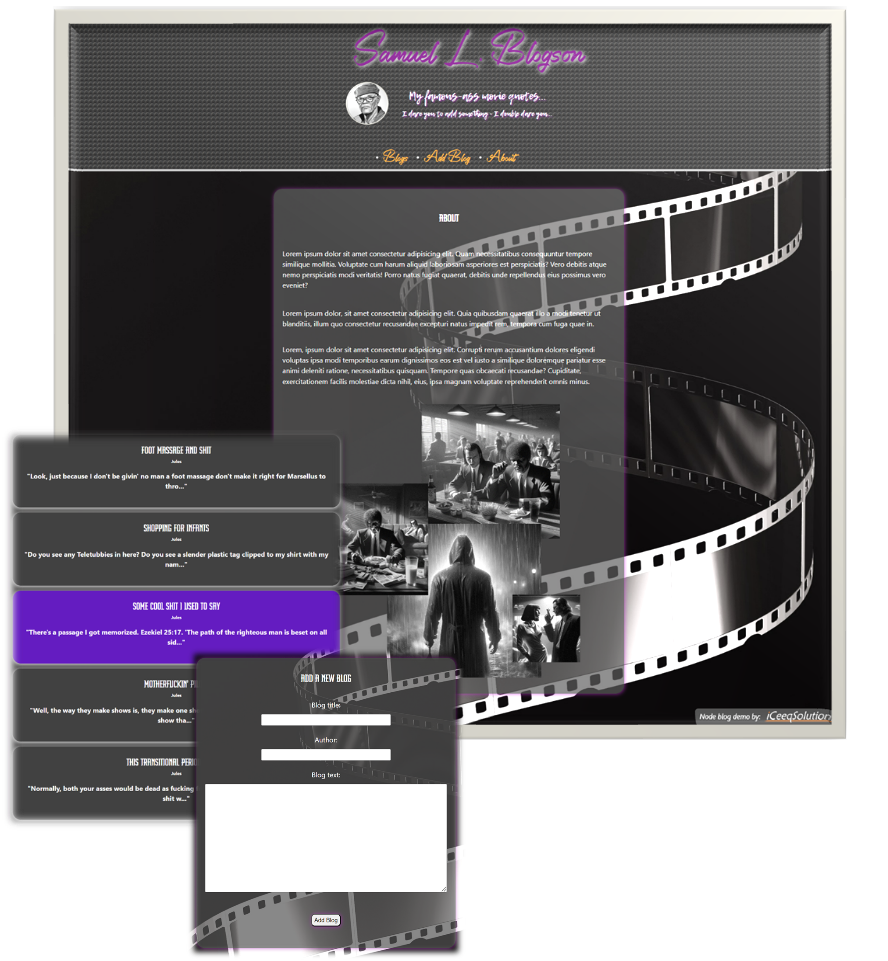 Samuel L. Blogson
My famous-ass movie quotes...
I dare you to add something - I double dare you...
• Blogs • Add Blog • About
ABOUT
Lorem ipsum dolor sit amet consectetur adipisicing elit. Quam necessitatibus consequuntur tempore
similique mollitia. Voluptate cum harum aliquid laboriosam asperiores est perspiciatis? Vero debitis atque
nemo perspiciatis modi veritatis! Porro natus fugiat quaerat, debitis unde repellendus eius possimus vero
eveniet?
Lorem ipsum dolor sit amet consectetur adipisicing elit. Quia quibusdam quaerat illo a modi tenetur ut
blanditiis, illum quo consectetur recusandae excepturi natus impedit rem, tempora cum fuga quae in.
Lorem, ipsum dolor sit amet consectetur adipisicing elit. Corrupti rerum accusantium dolores eligendi
voluptas ipsa modi temporibus earum dignissimos eos est vel iusto a similique doloremque pariatur esse
animi deleniti ratione, necessitatibus quisquam. Tempore quas obcaecati recusandae? Cupiditate,
exercitationem facilis molestiae dicta nihil, eius, ipsa magnam voluptate reprehenderit omnis minus.
FOOT MASSAGE AND SHIT
Jules
"Look, just because I don't be givin' no man a foot massage don't make it right for Marsellus to
thro..."
SHOPPING FOR INFANTS
Jules
"Do you see any Teletubbies in here? Do you see a slender plastic tag clipped to my shirt with my
nam..."
SOME COOL SHIT I USED TO SAY
Jules
"There's a passage I got memorized. Ezekiel 25:17. 'The path of the righteous man is beset on all
sid..."
MOTHERFUCKIN'
Jules
"Well, the way they make shows is, they make one
show tha..."
THIS TRANSITIONAL
Jules
"Normally, both your asses would be dead as fucking
shit w..."
ADD A NEW BLOG
Blog title:
Author:
Blog text:
Add Blog
Node blog demo by: iCeeqSolution